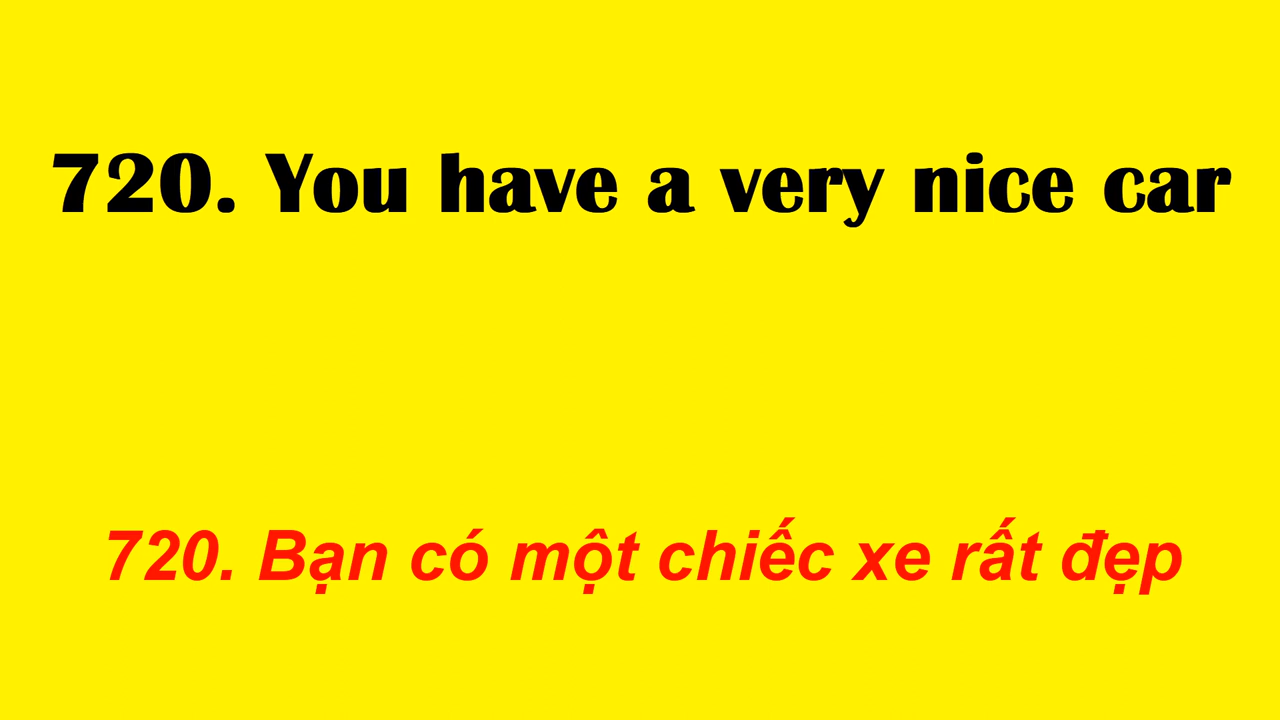 720. You have a very nice car
720. Bạn có một chiếc xe rất đẹp